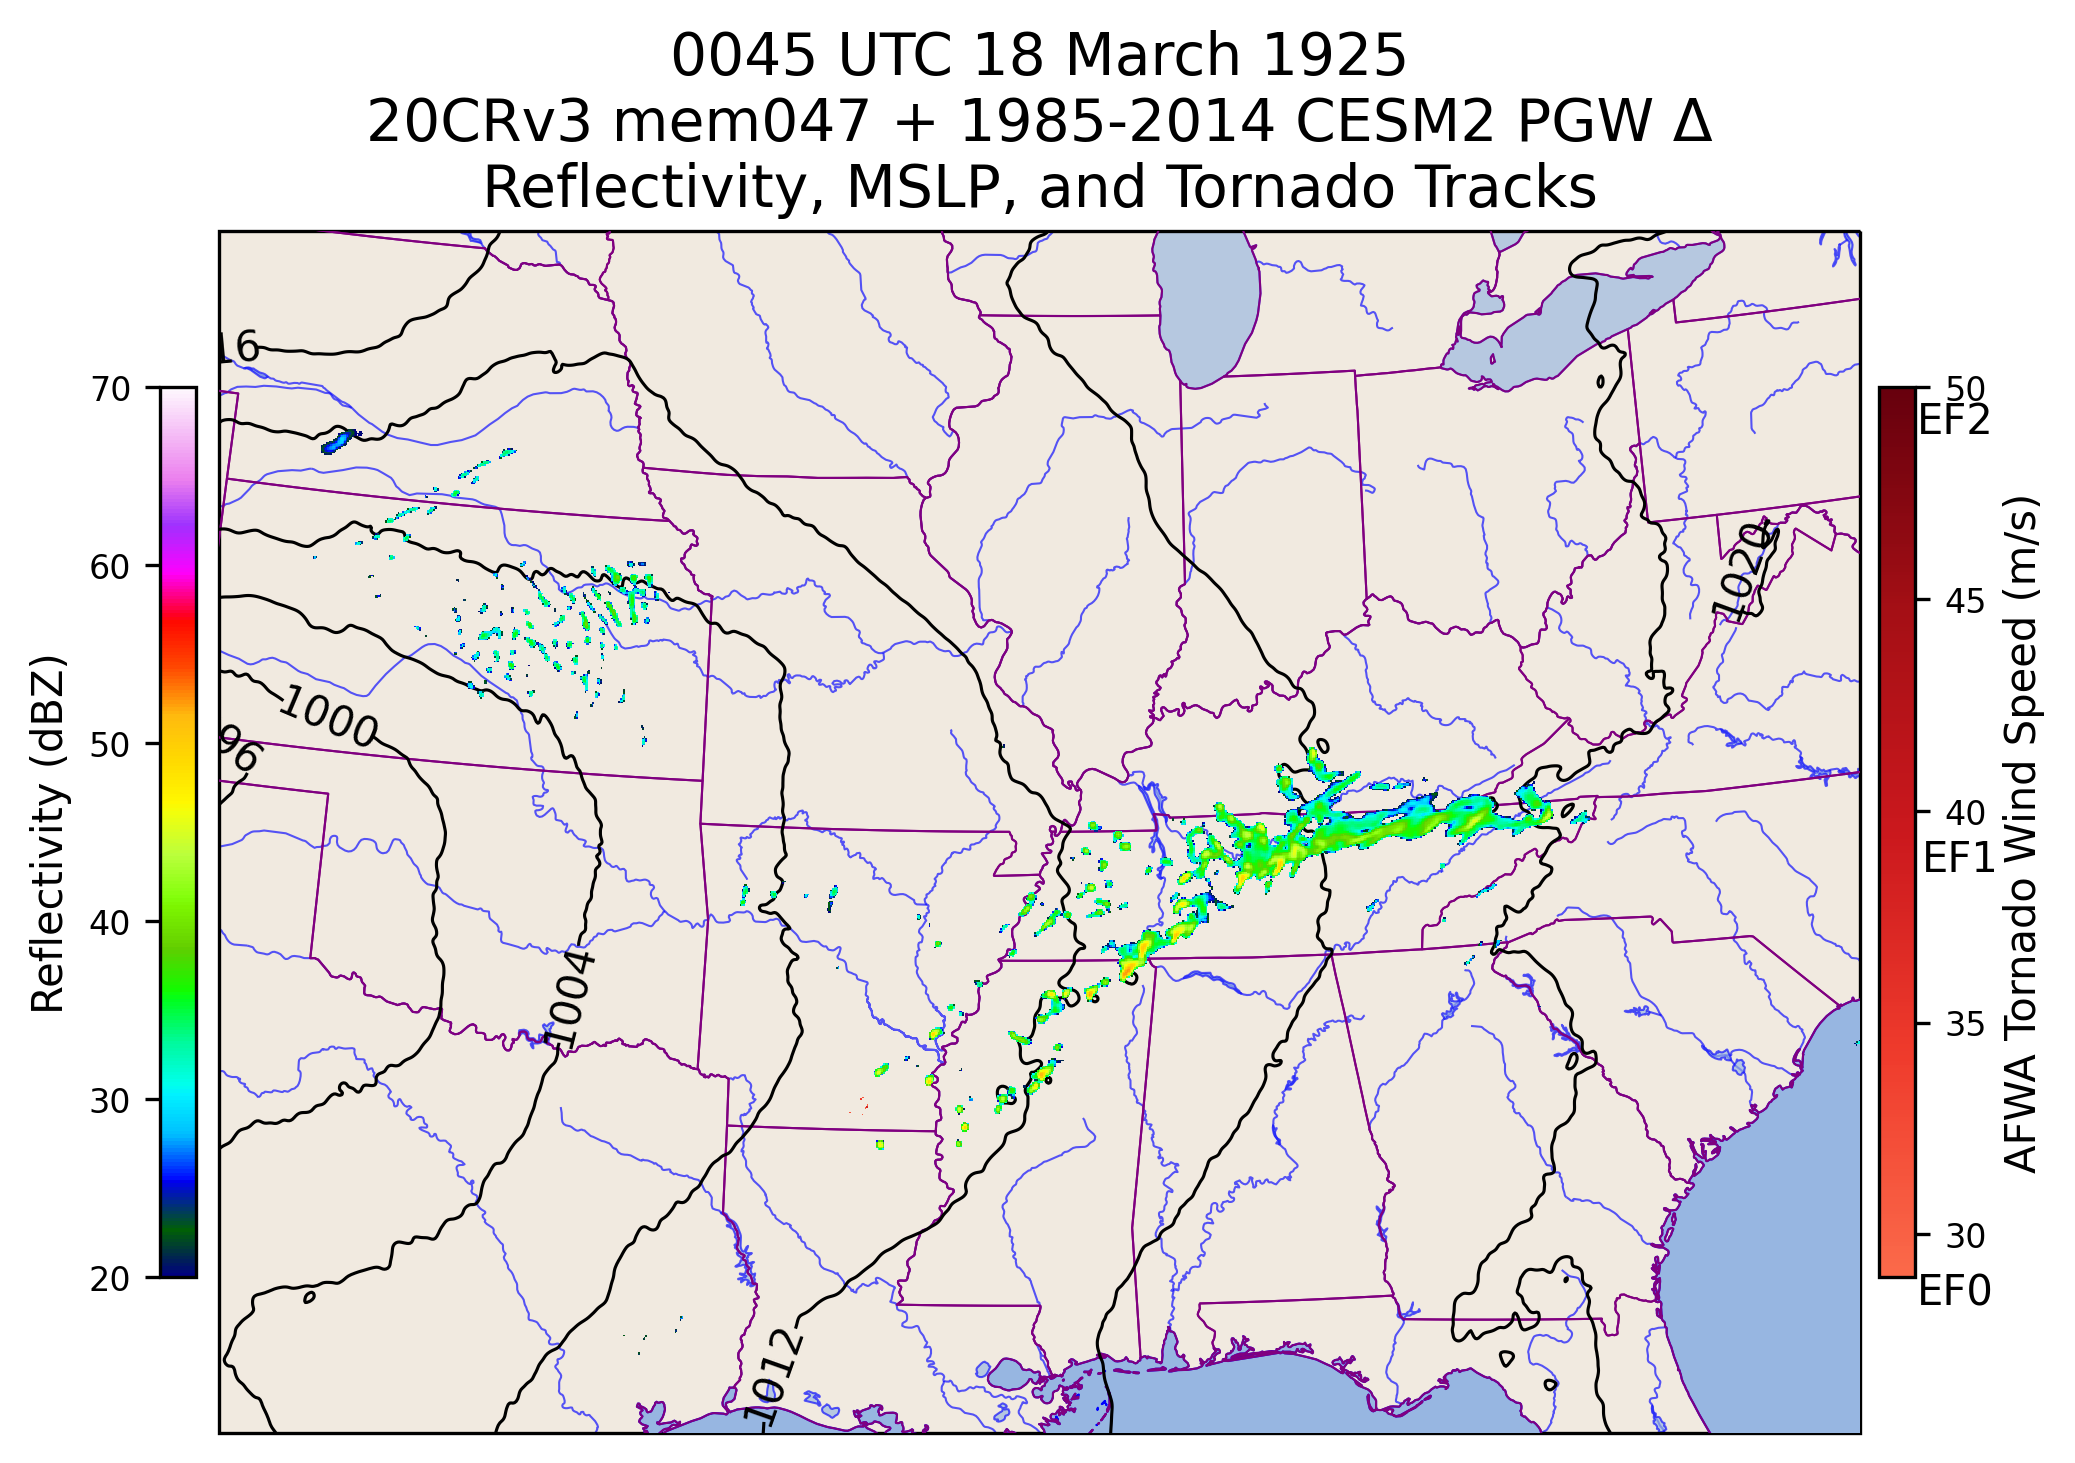 0045 UTC 18 March 1925
20CRv3 mem047 + 1985-2014 CESM2 PGW Δ
Reflectivity, MSLP, and Tornado Tracks
70
60
50
40
30
20
Reflectivity (dBZ)
16
1000
96
1004
1012
1020
50
EF2
45
40
EF1
35
30
EF0
AFWA Tornado Wind Speed (m/s)